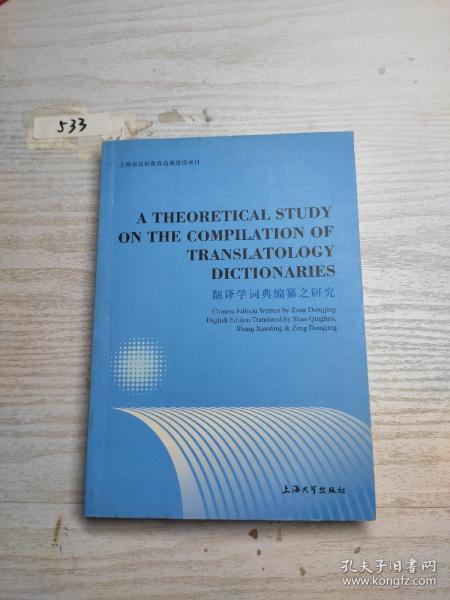 533
上海市高校教育高地建设项目
A THEORETICAL STUDY
ON THE COMPILATION OF
TRANSLATOLOGY
DICTIONARIES
翻译学词典编纂之研究
Chinese Edition Written by Zeng Dongjing
English Edition Translated by Shao Qinghua,
Shang Xiaofang & Zeng Dongjing
上海大学出版社
孔夫子旧书网
www.kongfz.com